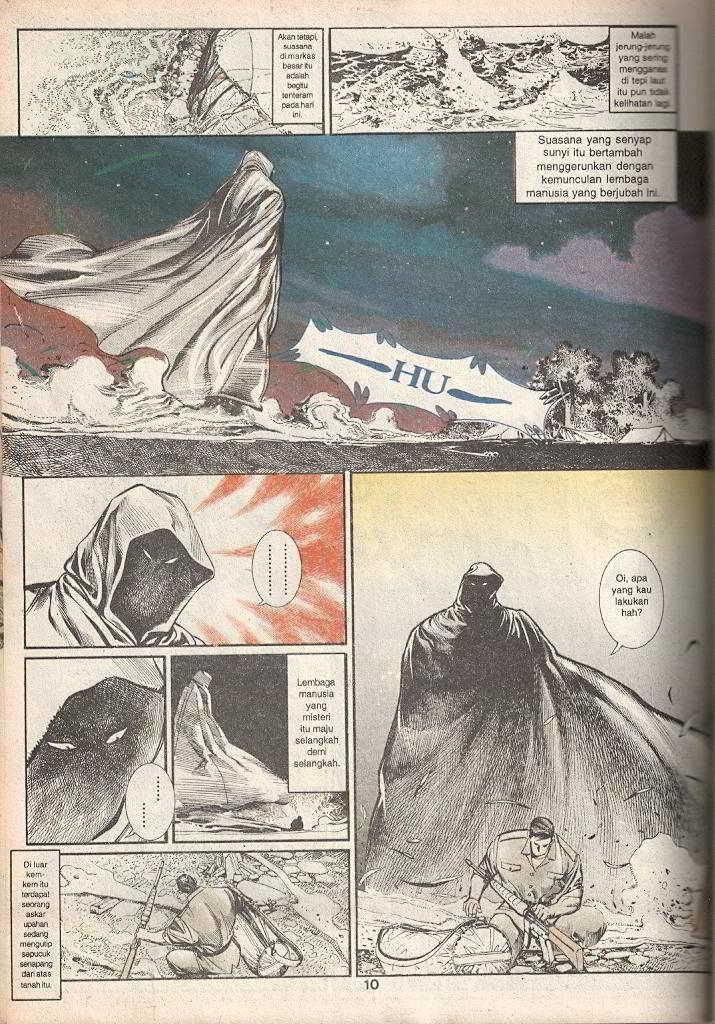 Akan tetapi,
suasana
di markas
besar itu
adalah
begitu
tenteram
pada hari
ini.
Malah
jerung-jerung
yang sering
mengganas
di tepi laut
itu pun tidak
kelihatan lagi.
Suasana yang senyap
sunyi itu bertambah
menggerunkan dengan
kemunculan lembaga
manusia yang berjubah ini.
HU
Oi, apa
yang kau
lakukan
hah?
Lembaga
manusia
yang
misteri
itu maju
selangkah
demi
selangkah.
Di luar
kem-
kem itu
terdapat
seorang
askar
upahan
sedang
mengutip
sepucuk
senapang
dari atas
tanah itu.
10